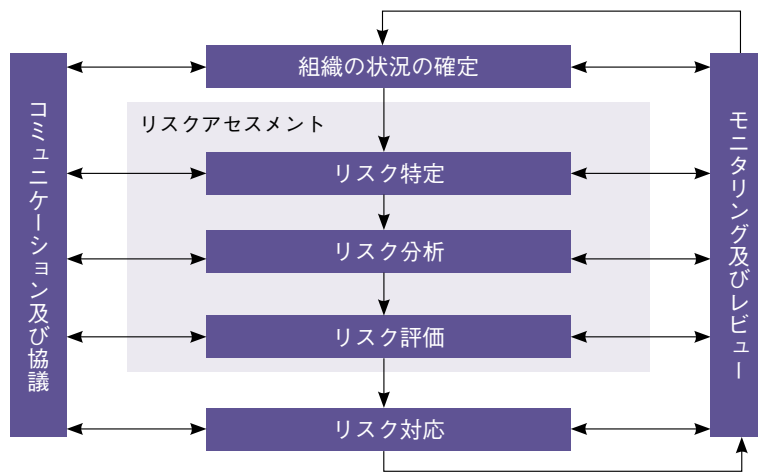 組織の状況の確定
コミュニケーション及び協議
リスクアセスメント
モニタリング及びレビュー
リスク特定
リスク分析
リスク評価
リスク対応